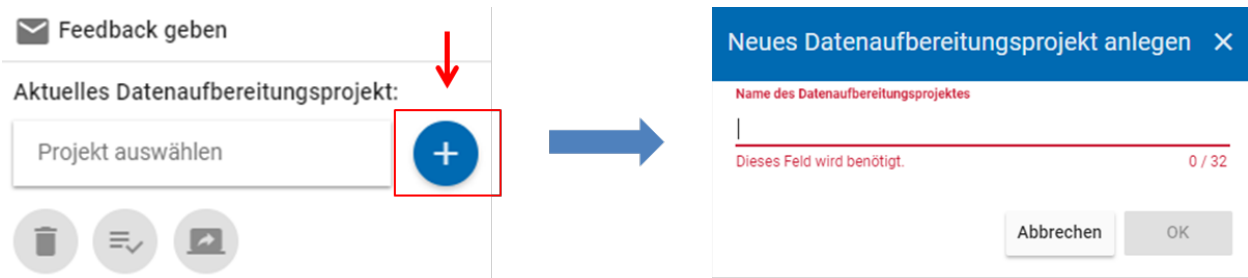 Feedback geben
Aktuelles Datenaufbereitungsprojekt:
Projekt auswählen
Neues Datenaufbereitungsprojekt anlegen
Name des Datenaufbereitungsprojektes
Dieses Feld wird benötigt. 0 / 32
Abbrechen OK